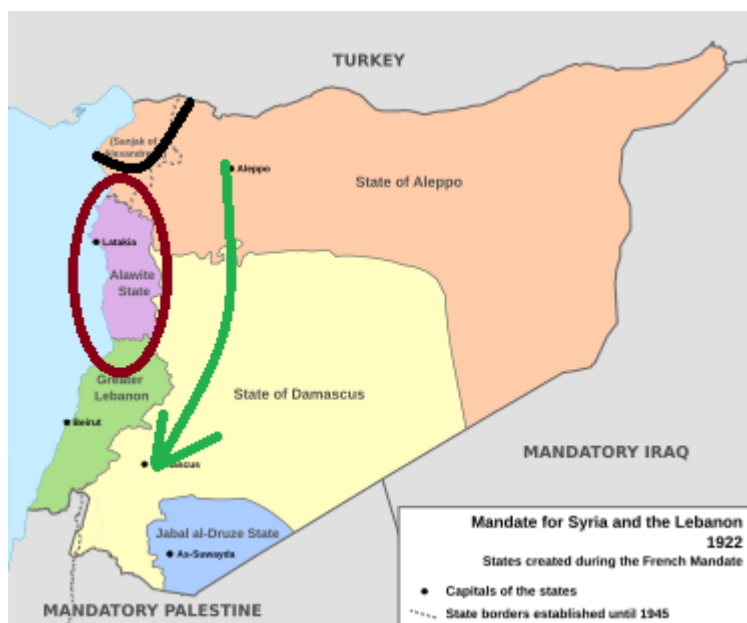 TURKEY
(Sanjak of
Aleppo
State of Aleppo
Latakia
Alawite
State
Greater
Lebanon
State of Damascus
Beirut
MANDATORY IRAQ
Jabal al-Druze State
As-Suwayda
MANDATORY PALESTINE
Mandate for Syria and the Lebanon
1922
States created during the French Mandate
Capitals of the states
State borders established until 1945